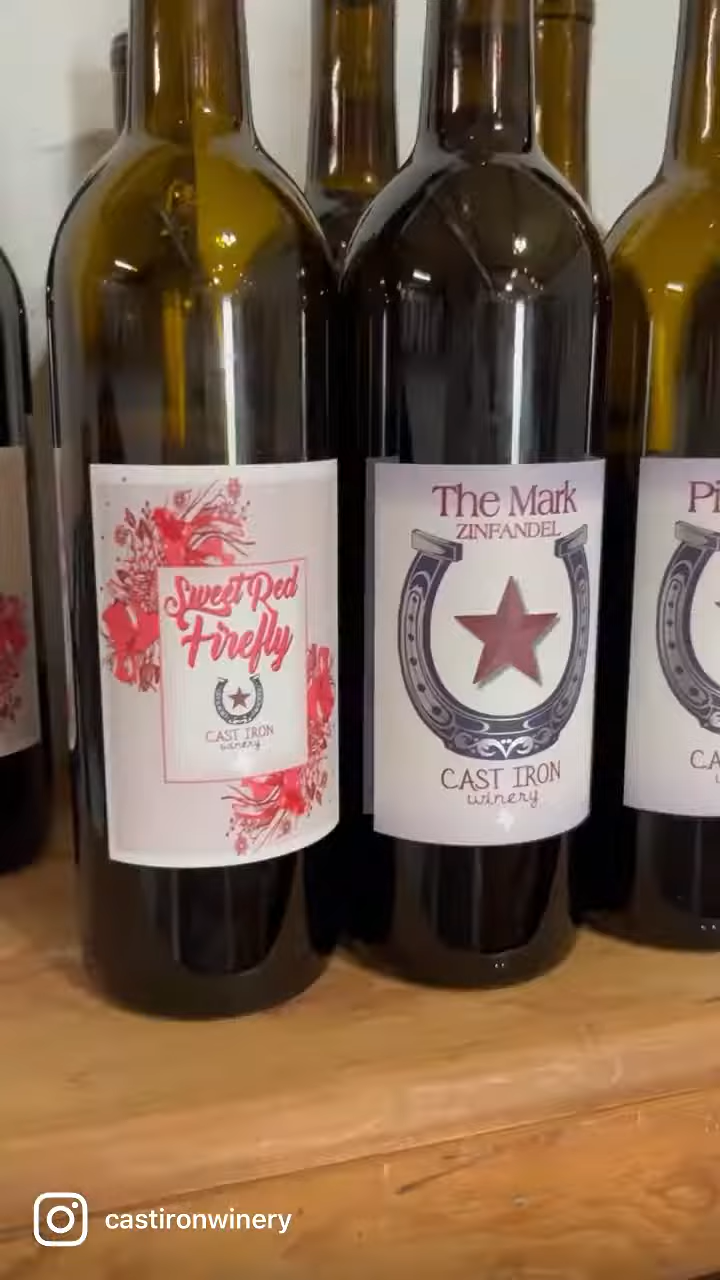 Sweet Red
Firefly
CAST IRON
winery
The Mark
ZINFANDEL
CAST IRON
winery
castironwinery